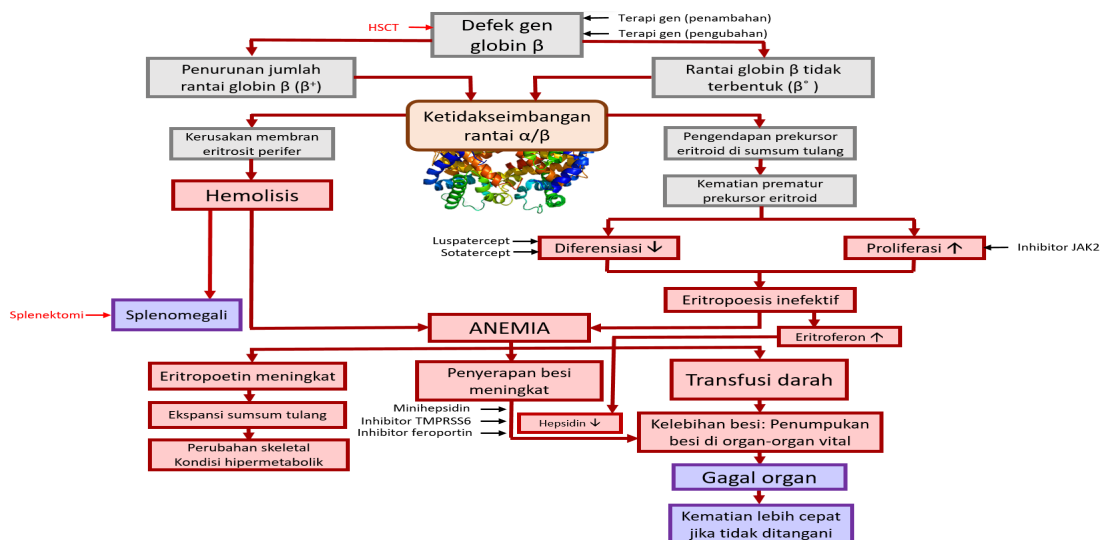 HSCT
Defek gen
globin β
Terapi gen (penambahan)
Terapi gen (pengubahan)
Penurunan jumlah
rantai globin β (β⁺)
Rantai globin β tidak
terbentuk (β˚ )
Ketidakseimbangan
rantai α/β
Kerusakan membran
eritrosit perifer
Pengendapan prekursor
eritroid di sumsum tulang
Hemolisis
Kematian prematur
prekursor eritroid
Luspatercept
Sotatercept
Diferensiasi ↓
Proliferasi ↑
Inhibitor JAK2
Eritropoesis inefektif
Splenektomi
Splenomegali
ANEMIA
Eritroferon ↑
Eritropoetin meningkat
Penyerapan besi
meningkat
Transfusi darah
Ekspansi sumsum tulang
Minihepsidin
Inhibitor TMPRSS6
Inhibitor feroportin
Hepsidin ↓
Kelebihan besi: Penumpukan
besi di organ-organ vital
Perubahan skeletal
Kondisi hipermetabolik
Gagal organ
Kematian lebih cepat
jika tidak ditangani